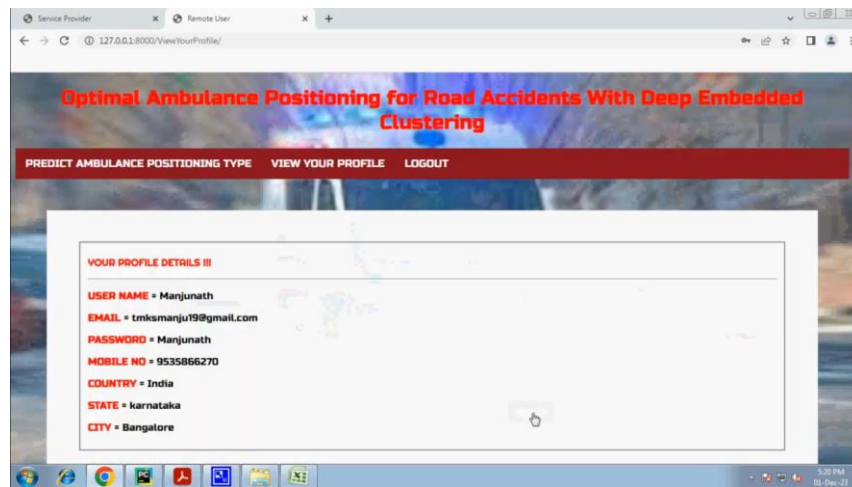 Service Provider
Remote User
127.0.0.1:8000/ViewYourProfile/
Optimal Ambulance Positioning for Road Accidents With Deep Embedded
Clustering
PREDICT AMBULANCE POSITIONING TYPE VIEW YOUR PROFILE LOGOUT
YOUR PROFILE DETAILS !!!
USER NAME = Manjunath
EMAIL = tmksmanju19@gmail.com
PASSWORD = Manjunath
MOBILE NO = 9535866270
COUNTRY = India
STATE = karnataka
CITY = Bangalore
5:20 PM
01-Dec-23